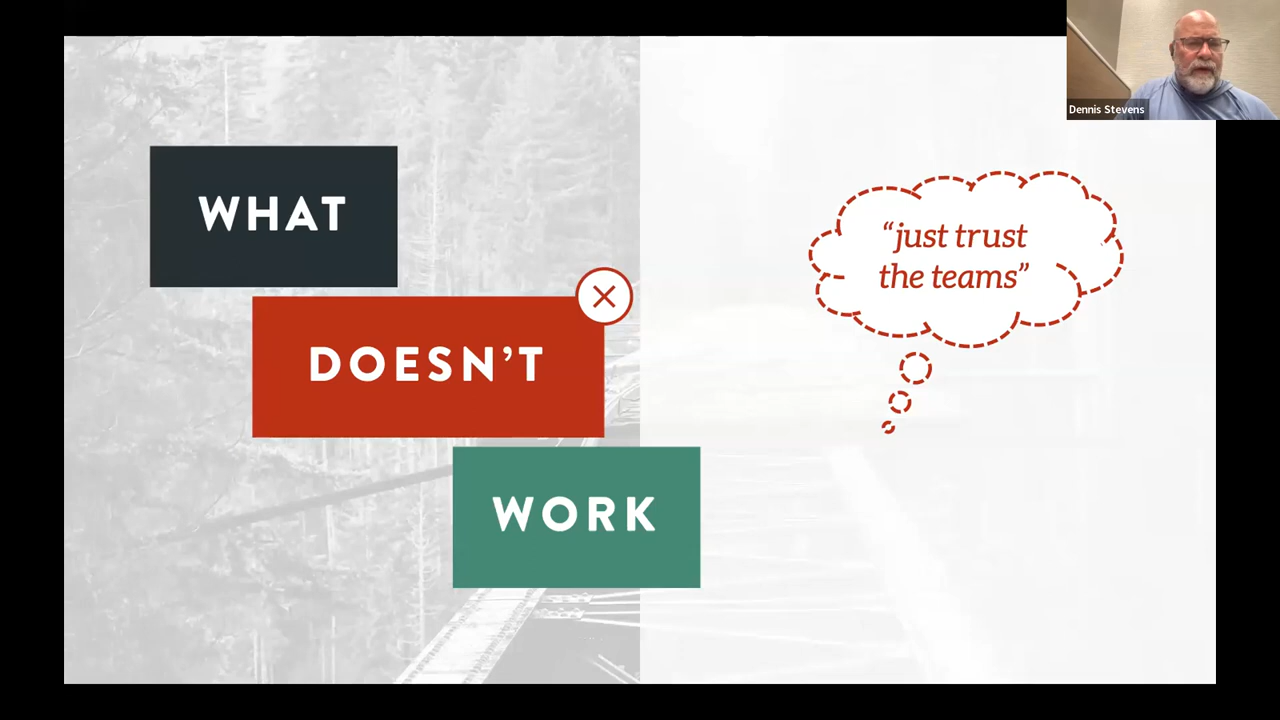 WHAT
DOESN’T
WORK
“just trust
the teams”
Dennis Stevens